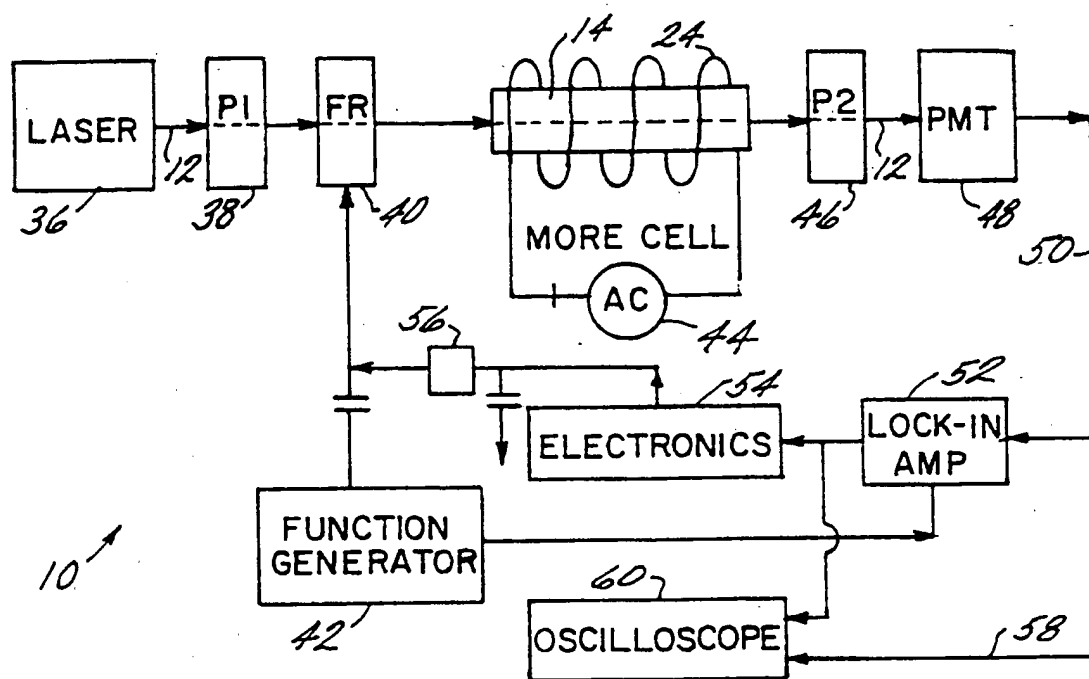 14
24
LASER
P1
FR
P2
PMT
12
12
36
38
40
46
48
MORE CELL
50
AC
44
56
54
52
ELECTRONICS
LOCK-IN
AMP
FUNCTION
GENERATOR
10
42
60
OSCILLOSCOPE
58